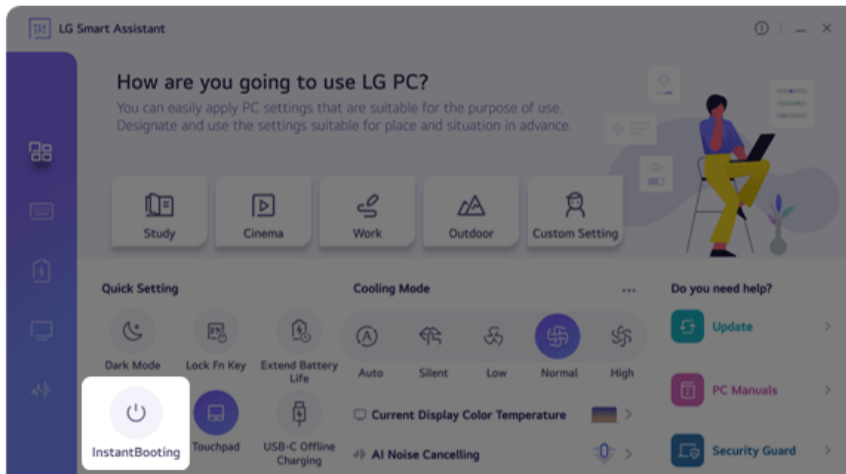 LG Smart Assistant
How are you going to use LG PC?
You can easily apply PC settings that are suitable for the purpose of use.
Designate and use the settings suitable for place and situation in advance.
Study
Cinema
Work
Outdoor
Custom Setting
Quick Setting
Dark Mode
Lock Fn Key
Extend Battery
Life
InstantBooting
Touchpad
USB-C Offline
Charging
Cooling Mode
Auto
Silent
Low
Normal
High
Current Display Color Temperature
AI Noise Cancelling
Do you need help?
Update
PC Manuals
Security Guard